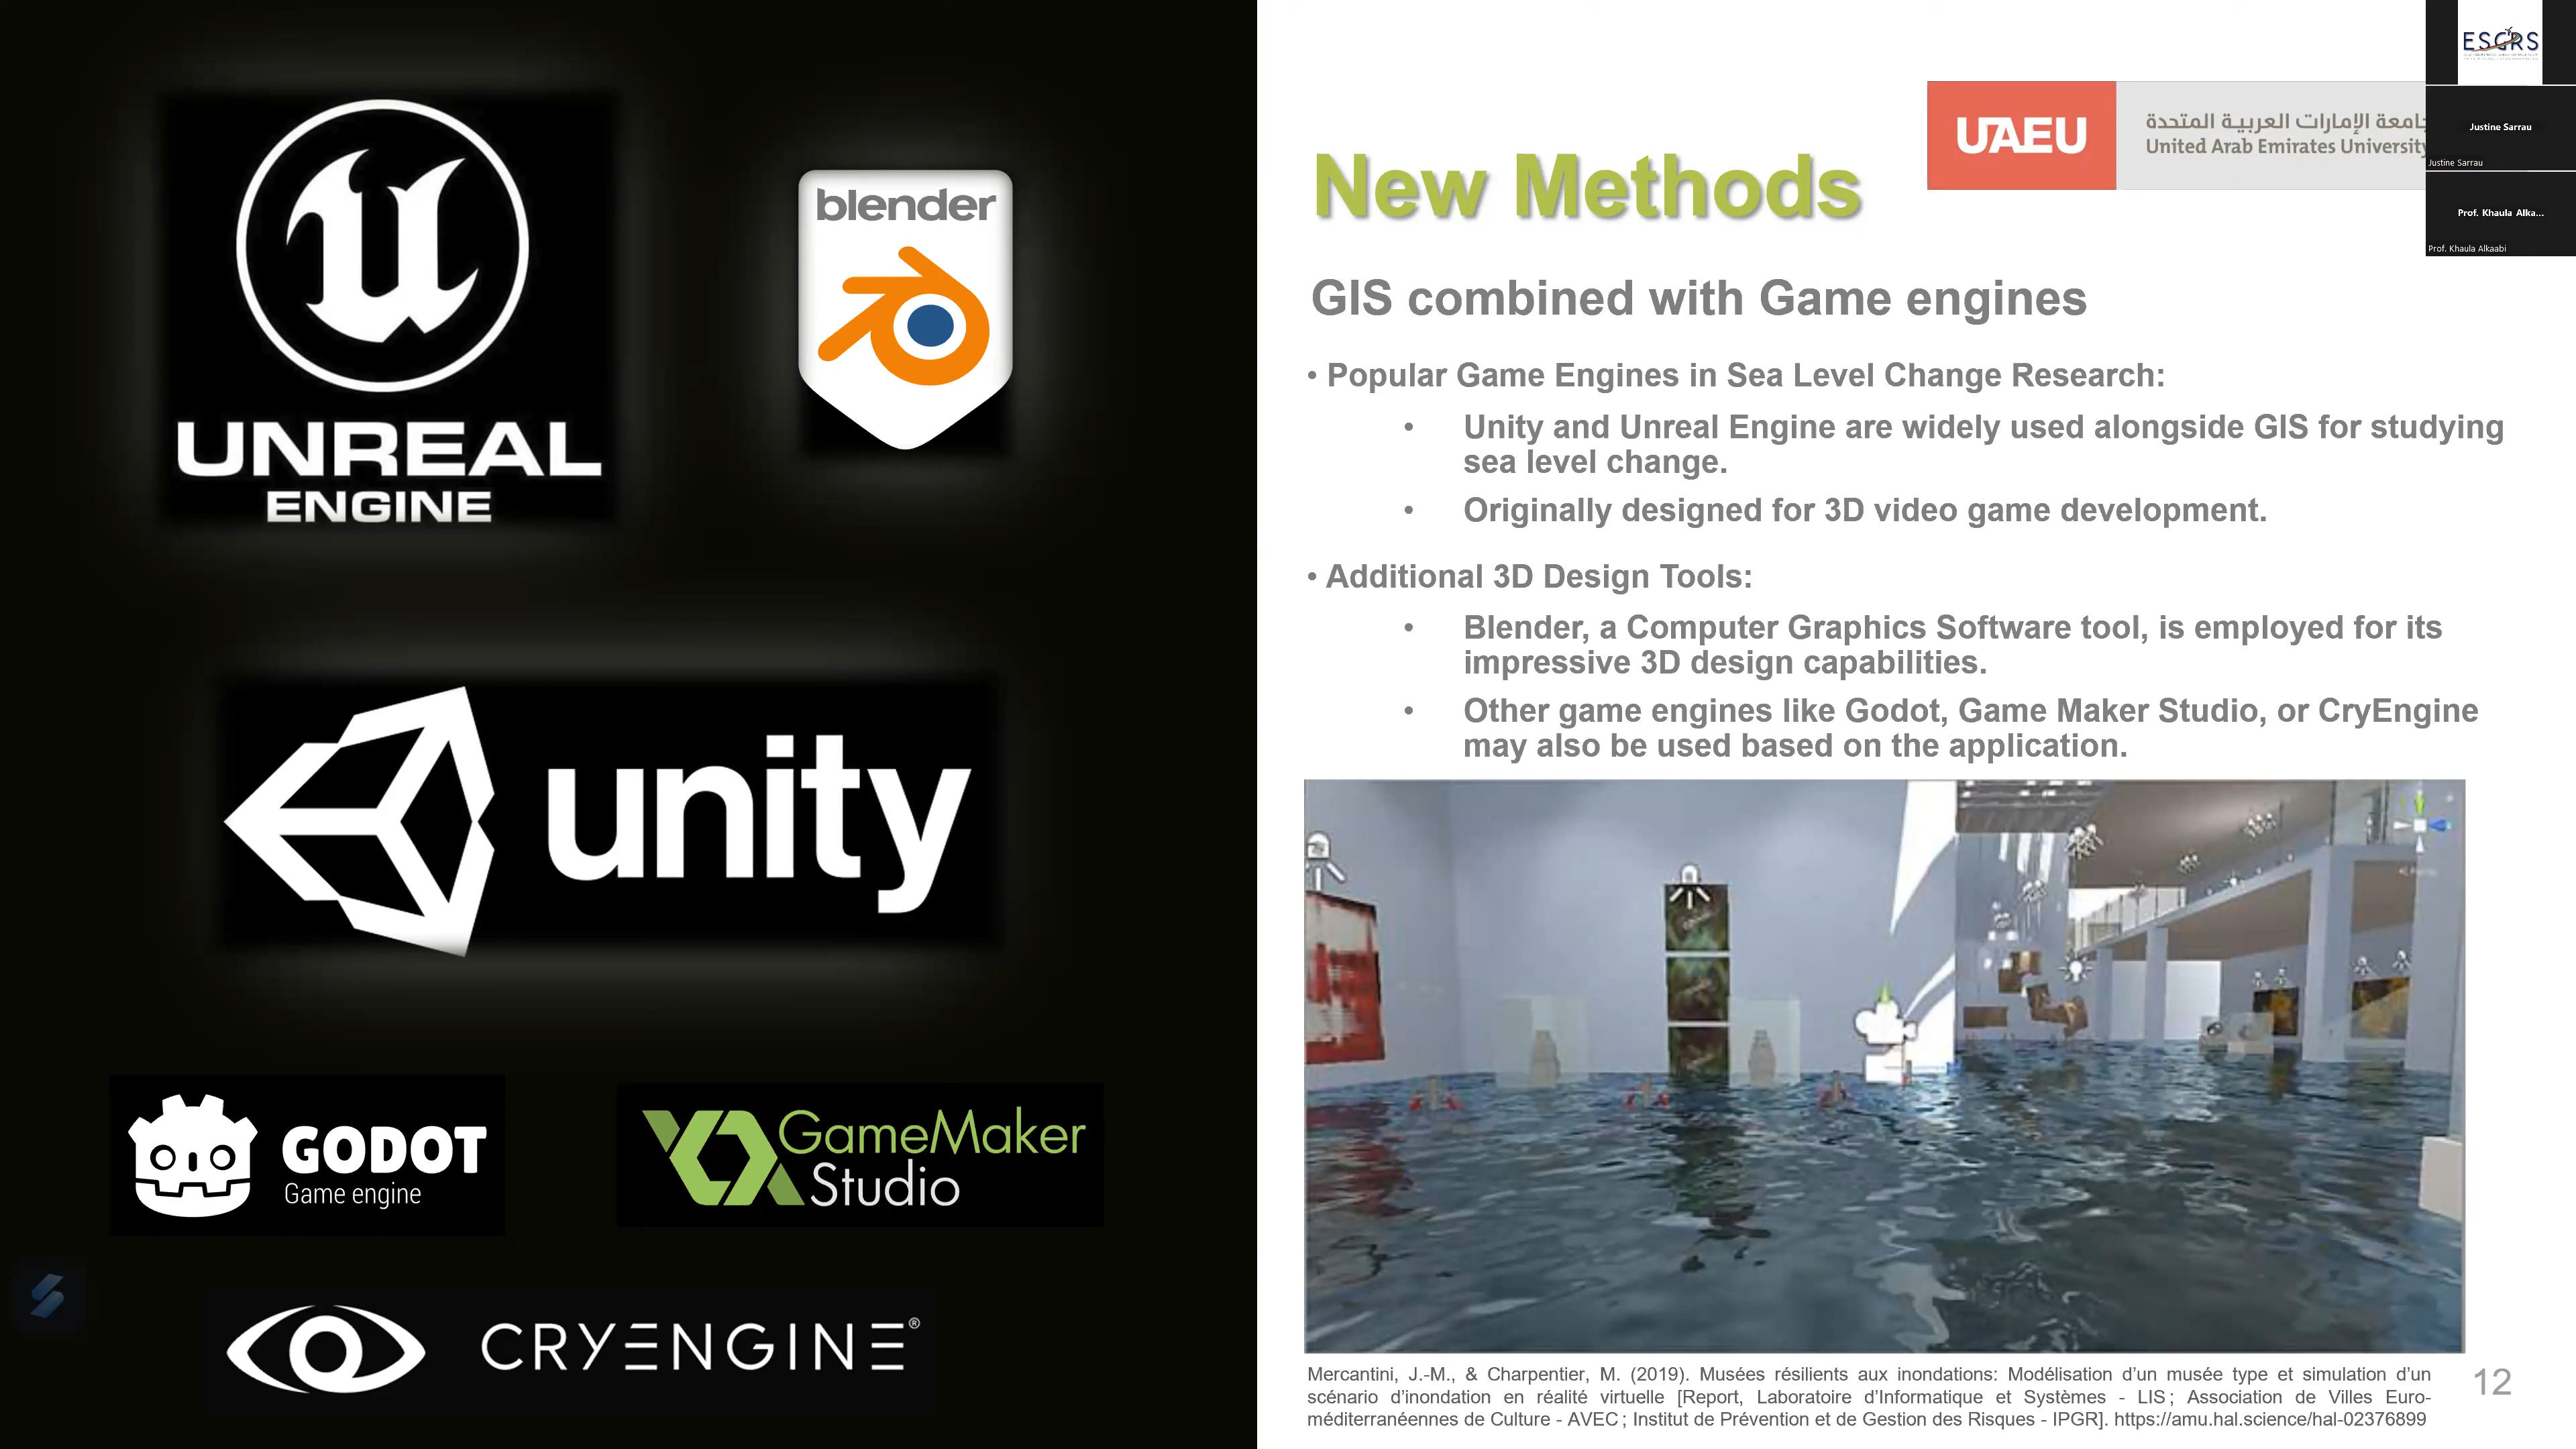 UNREAL
ENGINE
blender
unity
GODOT
Game engine
GameMaker
Studio
CRYENGINE®
New Methods
UAEU
جامعة الإمارات العربية المتحدة
United Arab Emirates University
ESGRS
Justine Sarrau
Justine Sarrau
Prof. Khaula Alka...
Prof. Khaula Alkaabi
GIS combined with Game engines
• Popular Game Engines in Sea Level Change Research:
• Unity and Unreal Engine are widely used alongside GIS for studying
sea level change.
• Originally designed for 3D video game development.
• Additional 3D Design Tools:
• Blender, a Computer Graphics Software tool, is employed for its
impressive 3D design capabilities.
• Other game engines like Godot, Game Maker Studio, or CryEngine
may also be used based on the application.
Mercantini, J.-M., & Charpentier, M. (2019). Musées résilients aux inondations: Modélisation d’un musée type et simulation d’un
scénario d’inondation en réalité virtuelle [Report, Laboratoire d’Informatique et Systèmes - LIS ; Association de Villes Euro-
méditerranéennes de Culture - AVEC ; Institut de Prévention et de Gestion des Risques - IPGR]. https://amu.hal.science/hal-02376899
12